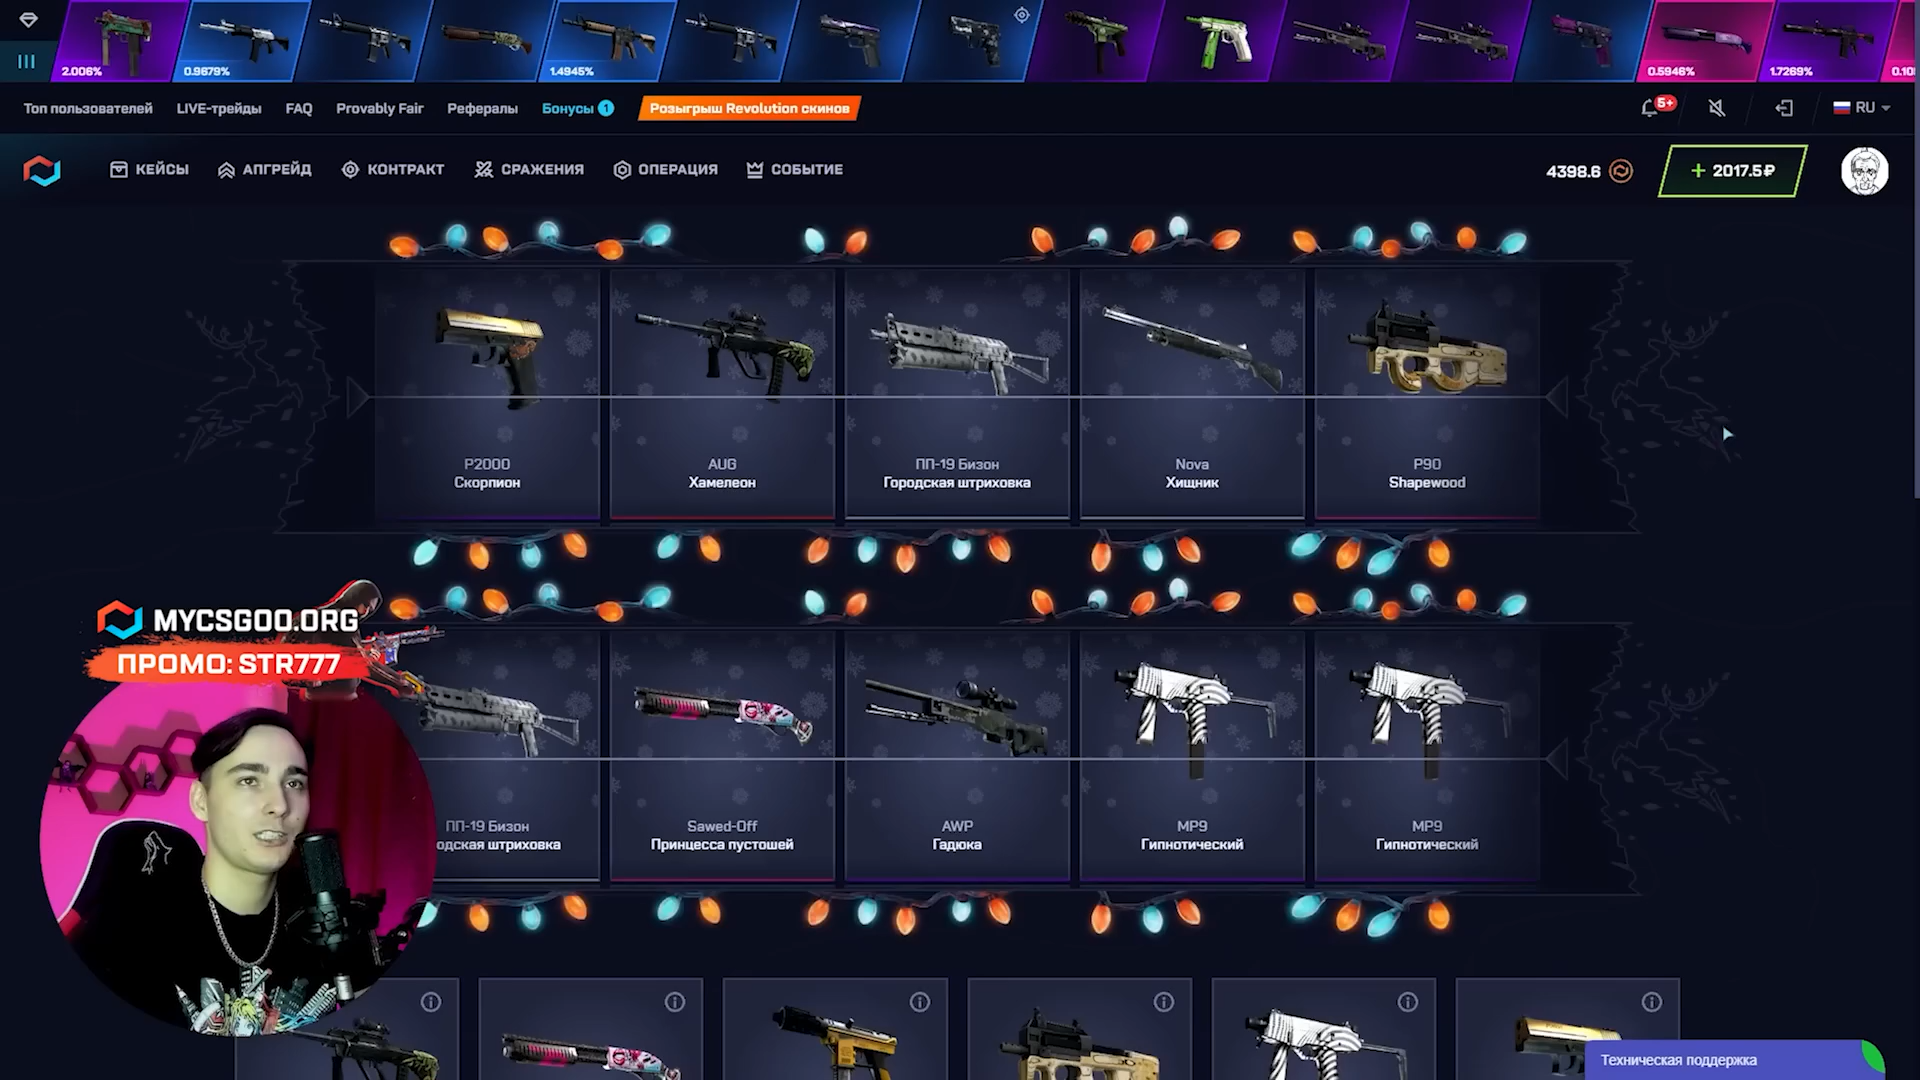 2.006%
0.9679%
1.4945%
0.5946%
1.7269%
Топ пользователей
LIVE-трейды
FAQ
Provably Fair
Рефералы
Бонусы 1
Розыгрыш Revolution скинов
5+
RU
КЕЙСЫ
АПГРЕЙД
КОНТРАКТ
СРАЖЕНИЯ
ОПЕРАЦИЯ
СОБЫТИЕ
4398.6
+ 2017.5₽
P2000
Скорпион
AUG
Хамелеон
ПП-19 Бизон
Городская штриховка
Nova
Хищник
P90
Shapewood
MYCSGOO.ORG
ПРОМО: STR777
ПП-19 Бизон
одская штриховка
Sawed-Off
Принцесса пустошей
AWP
Гадюка
MP9
Гипнотический
MP9
Гипнотический
Техническая поддержка